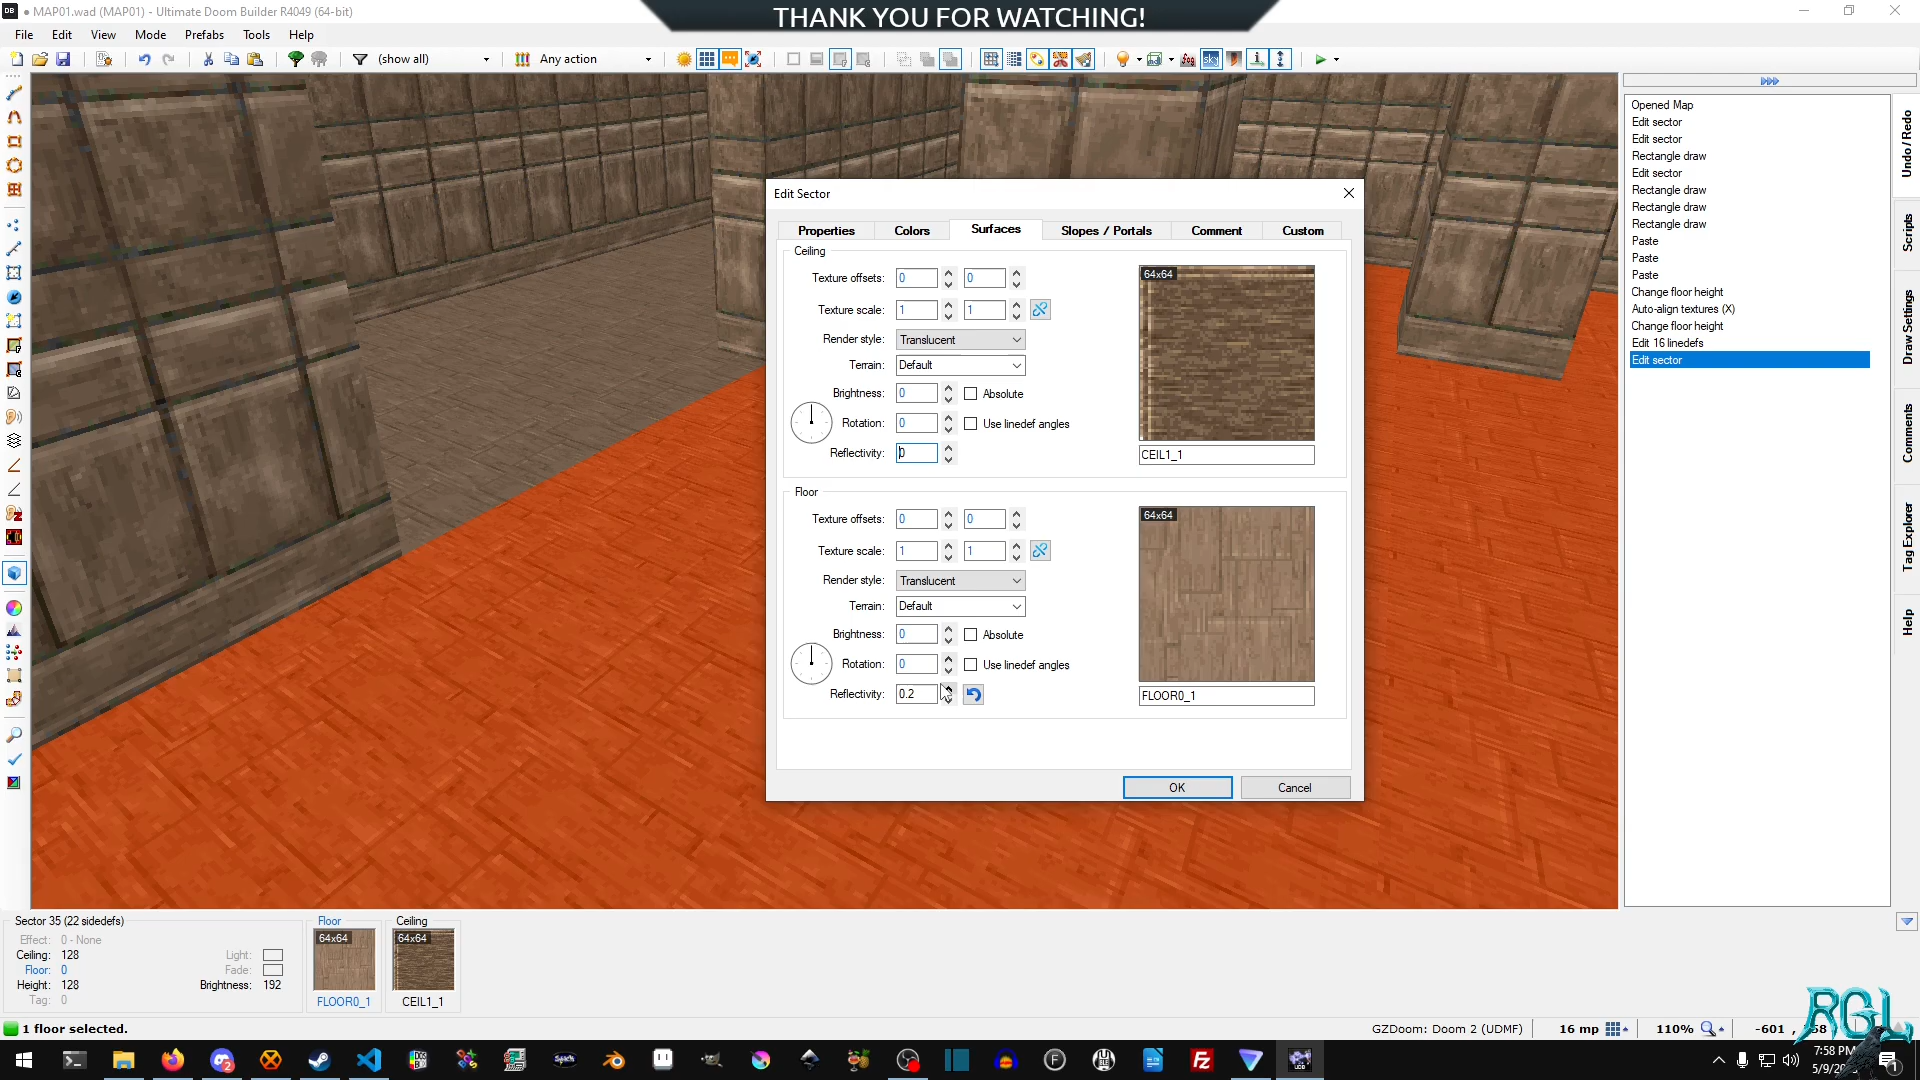 THANK YOU FOR WATCHING!
MAP01.wad (MAP01) - Ultimate Doom Builder R4049 (64-bit)
File Edit View Mode Prefabs Tools Help
(show all)
Any action
Opened Map
Edit sector
Edit sector
Rectangle draw
Edit sector
Rectangle draw
Rectangle draw
Rectangle draw
Paste
Paste
Paste
Change floor height
Auto-align textures (X)
Change floor height
Edit 16 linedefs
Edit sector
Undo / Redo
Scripts
Draw Settings
Comments
Tag Explorer
Help
Edit Sector
Properties Colors Surfaces Slopes / Portals Comment Custom
Ceiling
Texture offsets: 0 0
Texture scale: 1 1
Render style: Translucent
Terrain: Default
Brightness: 0 Absolute
Rotation: 0 Use linedef angles
Reflectivity: 0
64x64
CEIL1_1
Floor
Texture offsets: 0 0
Texture scale: 1 1
Render style: Translucent
Terrain: Default
Brightness: 0 Absolute
Rotation: 0 Use linedef angles
Reflectivity: 0.2
64x64
FLOOR0_1
OK Cancel
Sector 35 (22 sidedefs)
Effect: 0 - None
Ceiling: 128
Floor: 0
Height: 128
Tag: 0
Light:
Fade:
Brightness: 192
Floor
64x64
FLOOR0_1
Ceiling
64x64
CEIL1_1
1 floor selected.
GZDoom: Doom 2 (UDMF)
16 mp
110%
-601 ,
RGL
7:58 PM